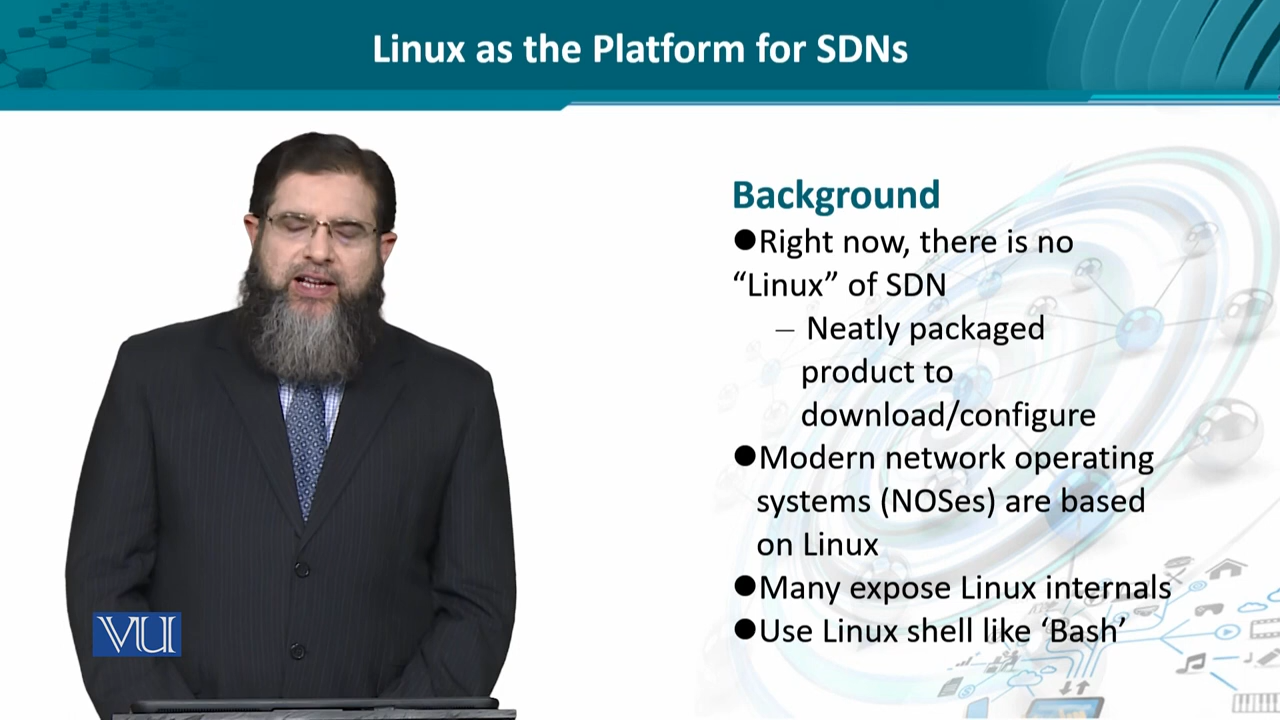 Linux as the Platform for SDNs
Background
●Right now, there is no
“Linux” of SDN
– Neatly packaged
product to
download/configure
●Modern network operating
systems (NOSes) are based
on Linux
●Many expose Linux internals
●Use Linux shell like ‘Bash’
VU